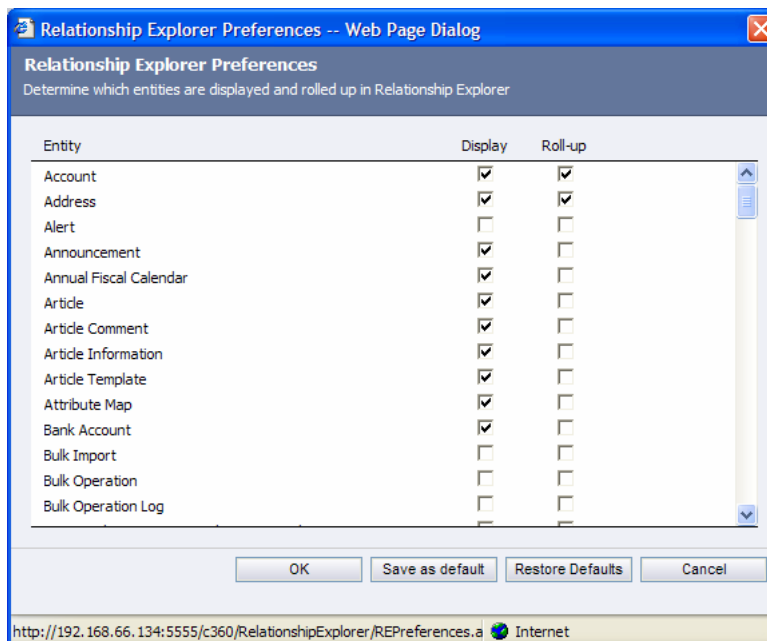 Relationship Explorer Preferences -- Web Page Dialog
Relationship Explorer Preferences
Determine which entities are displayed and rolled up in Relationship Explorer
Entity Display Roll-up
Account
Address
Alert
Announcement
Annual Fiscal Calendar
Article
Article Comment
Article Information
Article Template
Attribute Map
Bank Account
Bulk Import
Bulk Operation
Bulk Operation Log
OK Save as default Restore Defaults Cancel
http://192.168.66.134:5555/c360/RelationshipExplorer/REPreferences.a Internet